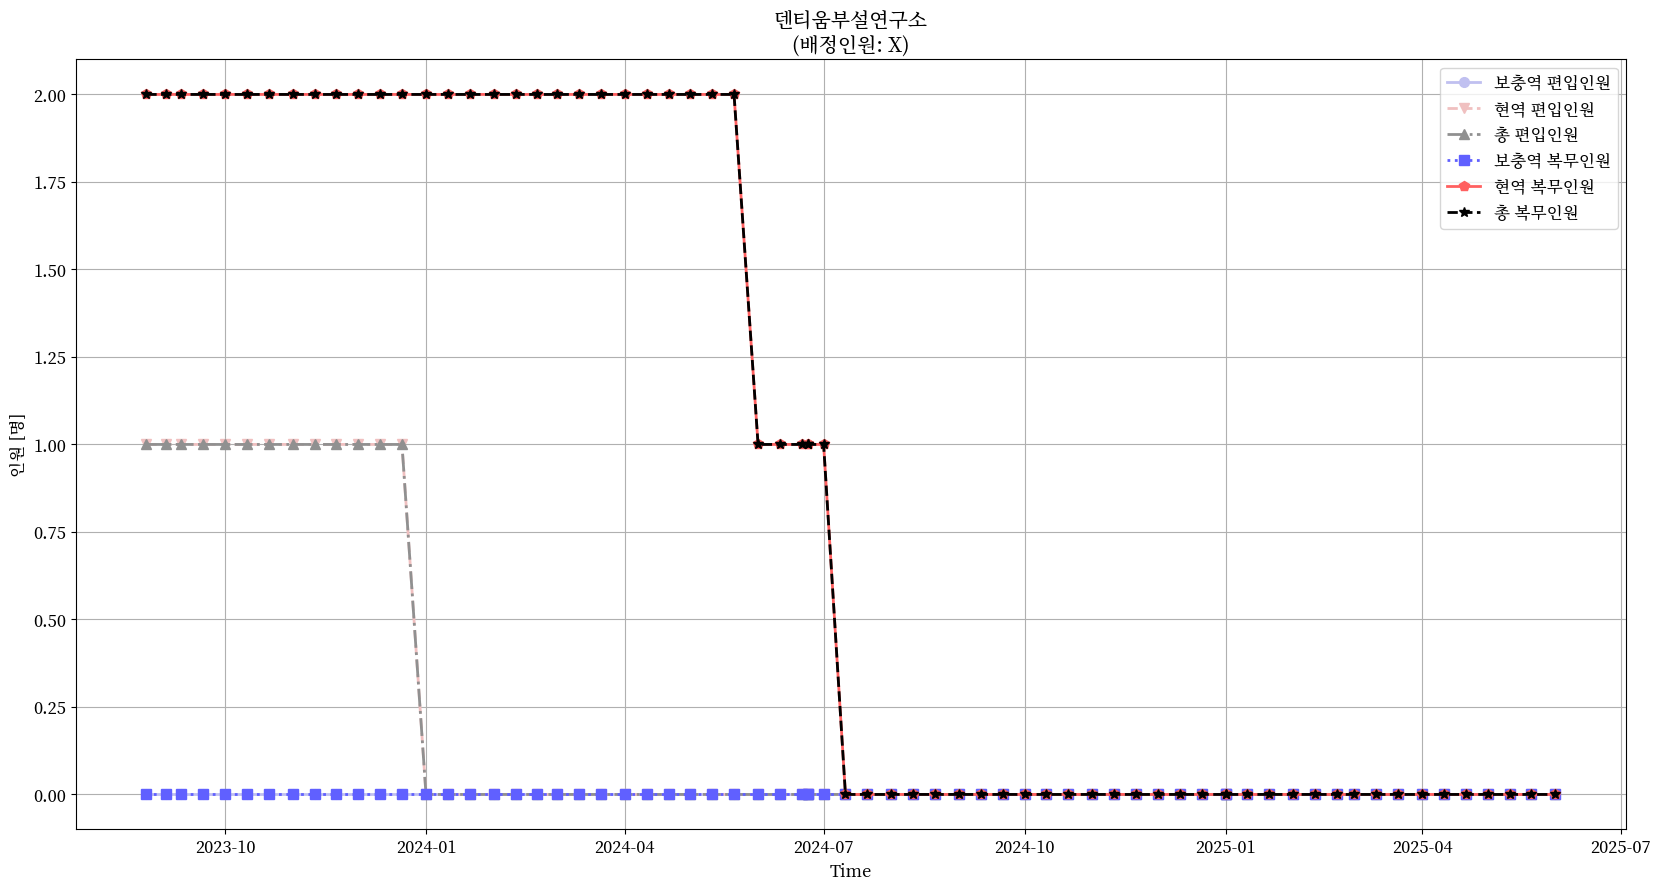 덴티움부설연구소
(배정인원: X)
보충역 편입인원
현역 편입인원
총 편입인원
보충역 복무인원
현역 복무인원
총 복무인원
인원 [명]
2.00
1.75
1.50
1.25
1.00
0.75
0.50
0.25
0.00
2023-10
2024-01
2024-04
2024-07
2024-10
2025-01
2025-04
2025-07
Time